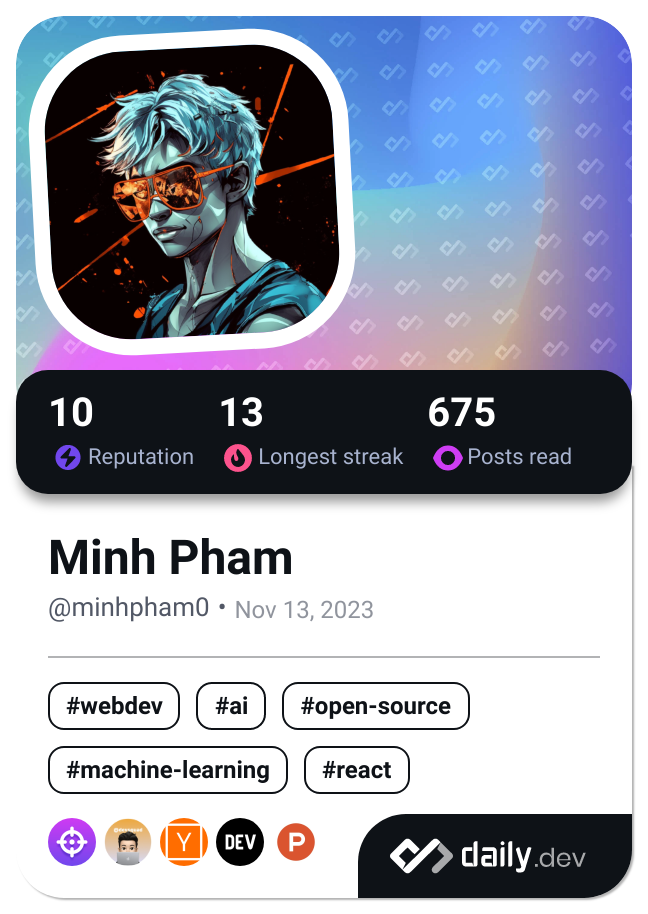 10 13 675
Reputation Longest streak Posts read
Minh Pham
@minhpham0 • Nov 13, 2023
#webdev #ai #open-source
#machine-learning #react
Y DEV P
daily.dev